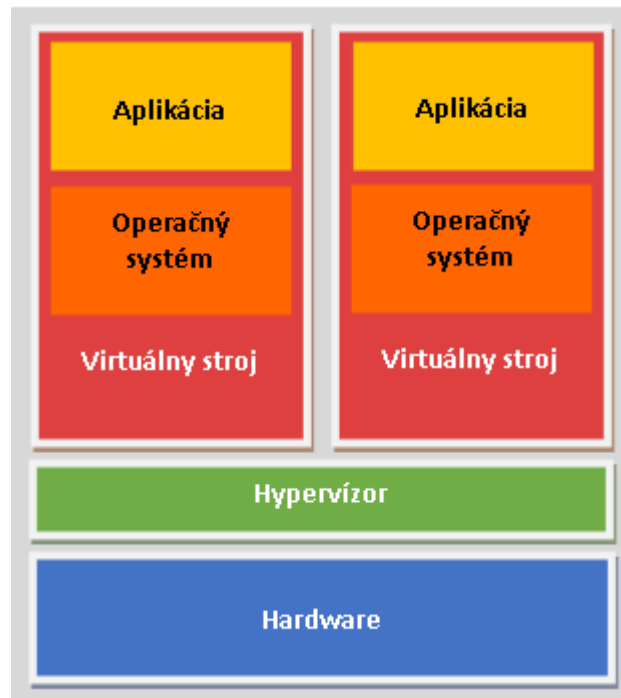 Aplikácia
Operačný
systém
Virtuálny stroj
Aplikácia
Operačný
systém
Virtuálny stroj
Hypervízor
Hardware